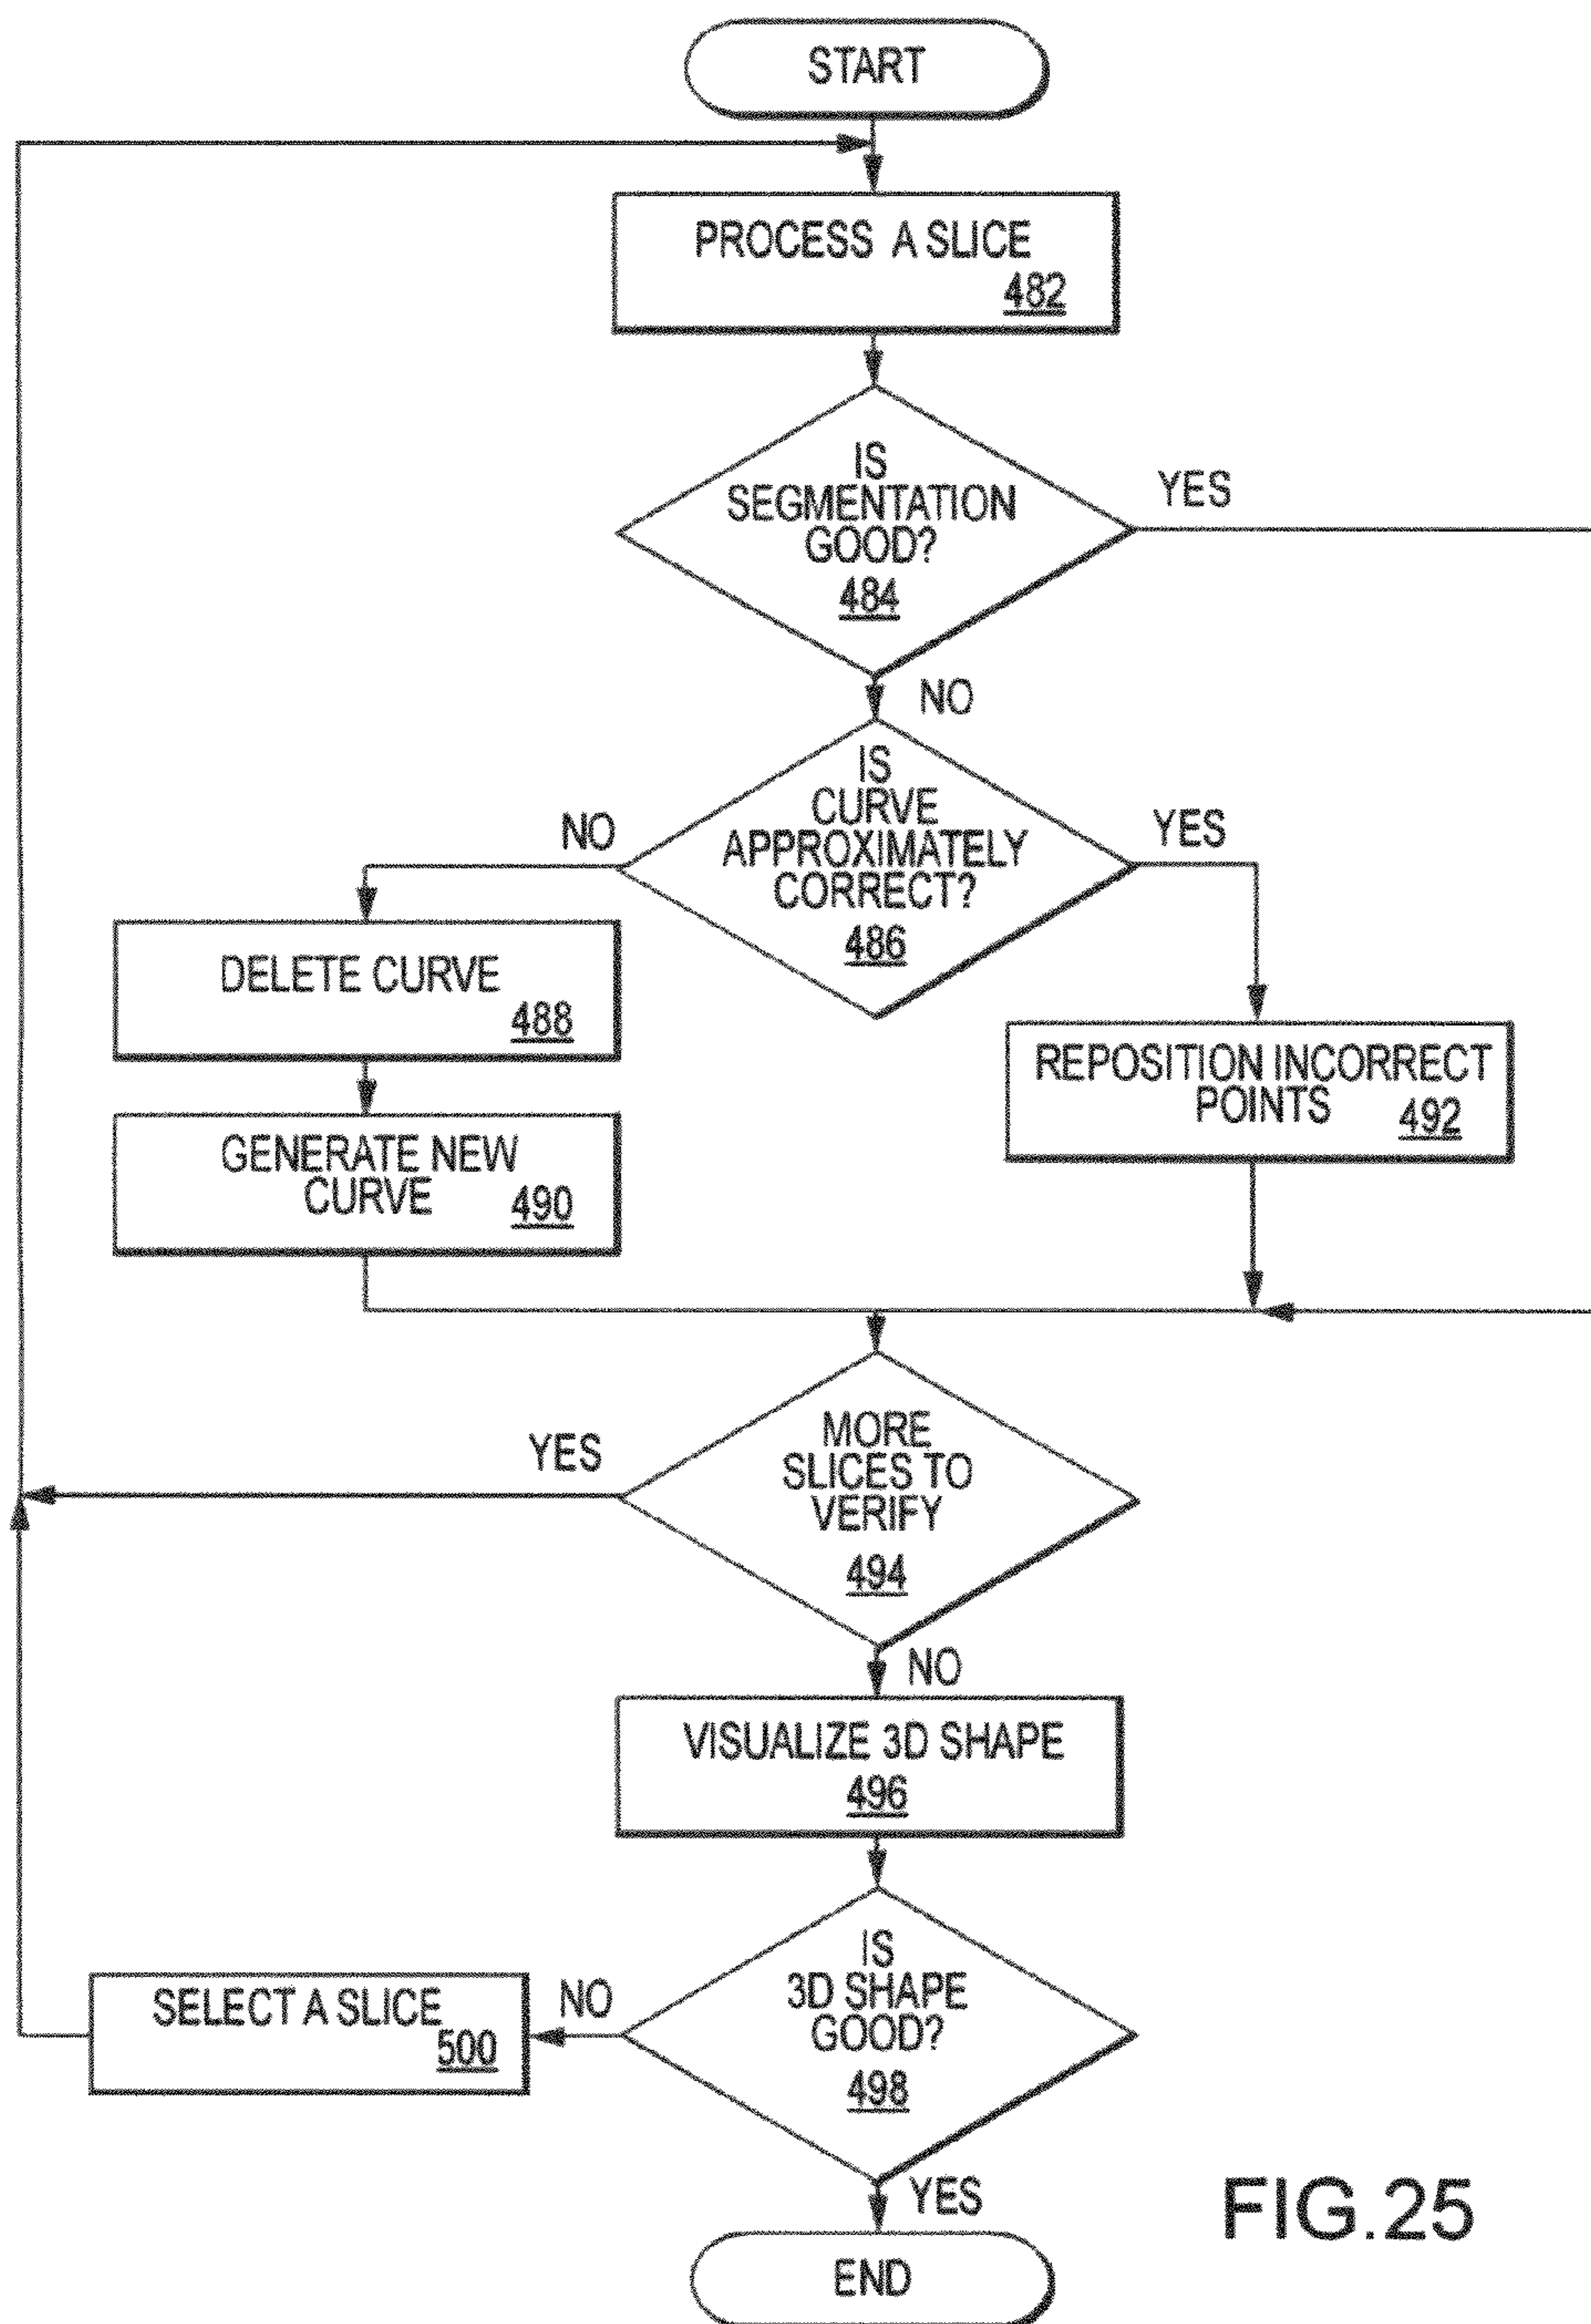 START
PROCESS A SLICE
482
IS
SEGMENTATION
GOOD?
484
YES
NO
IS
CURVE
APPROXIMATELY
CORRECT?
486
NO
YES
DELETE CURVE
488
GENERATE NEW
CURVE
490
REPOSITION INCORRECT
POINTS
492
MORE
SLICES TO
VERIFY
494
YES
NO
VISUALIZE 3D SHAPE
496
IS
3D SHAPE
GOOD?
498
NO
SELECT A SLICE
500
YES
END
FIG.25